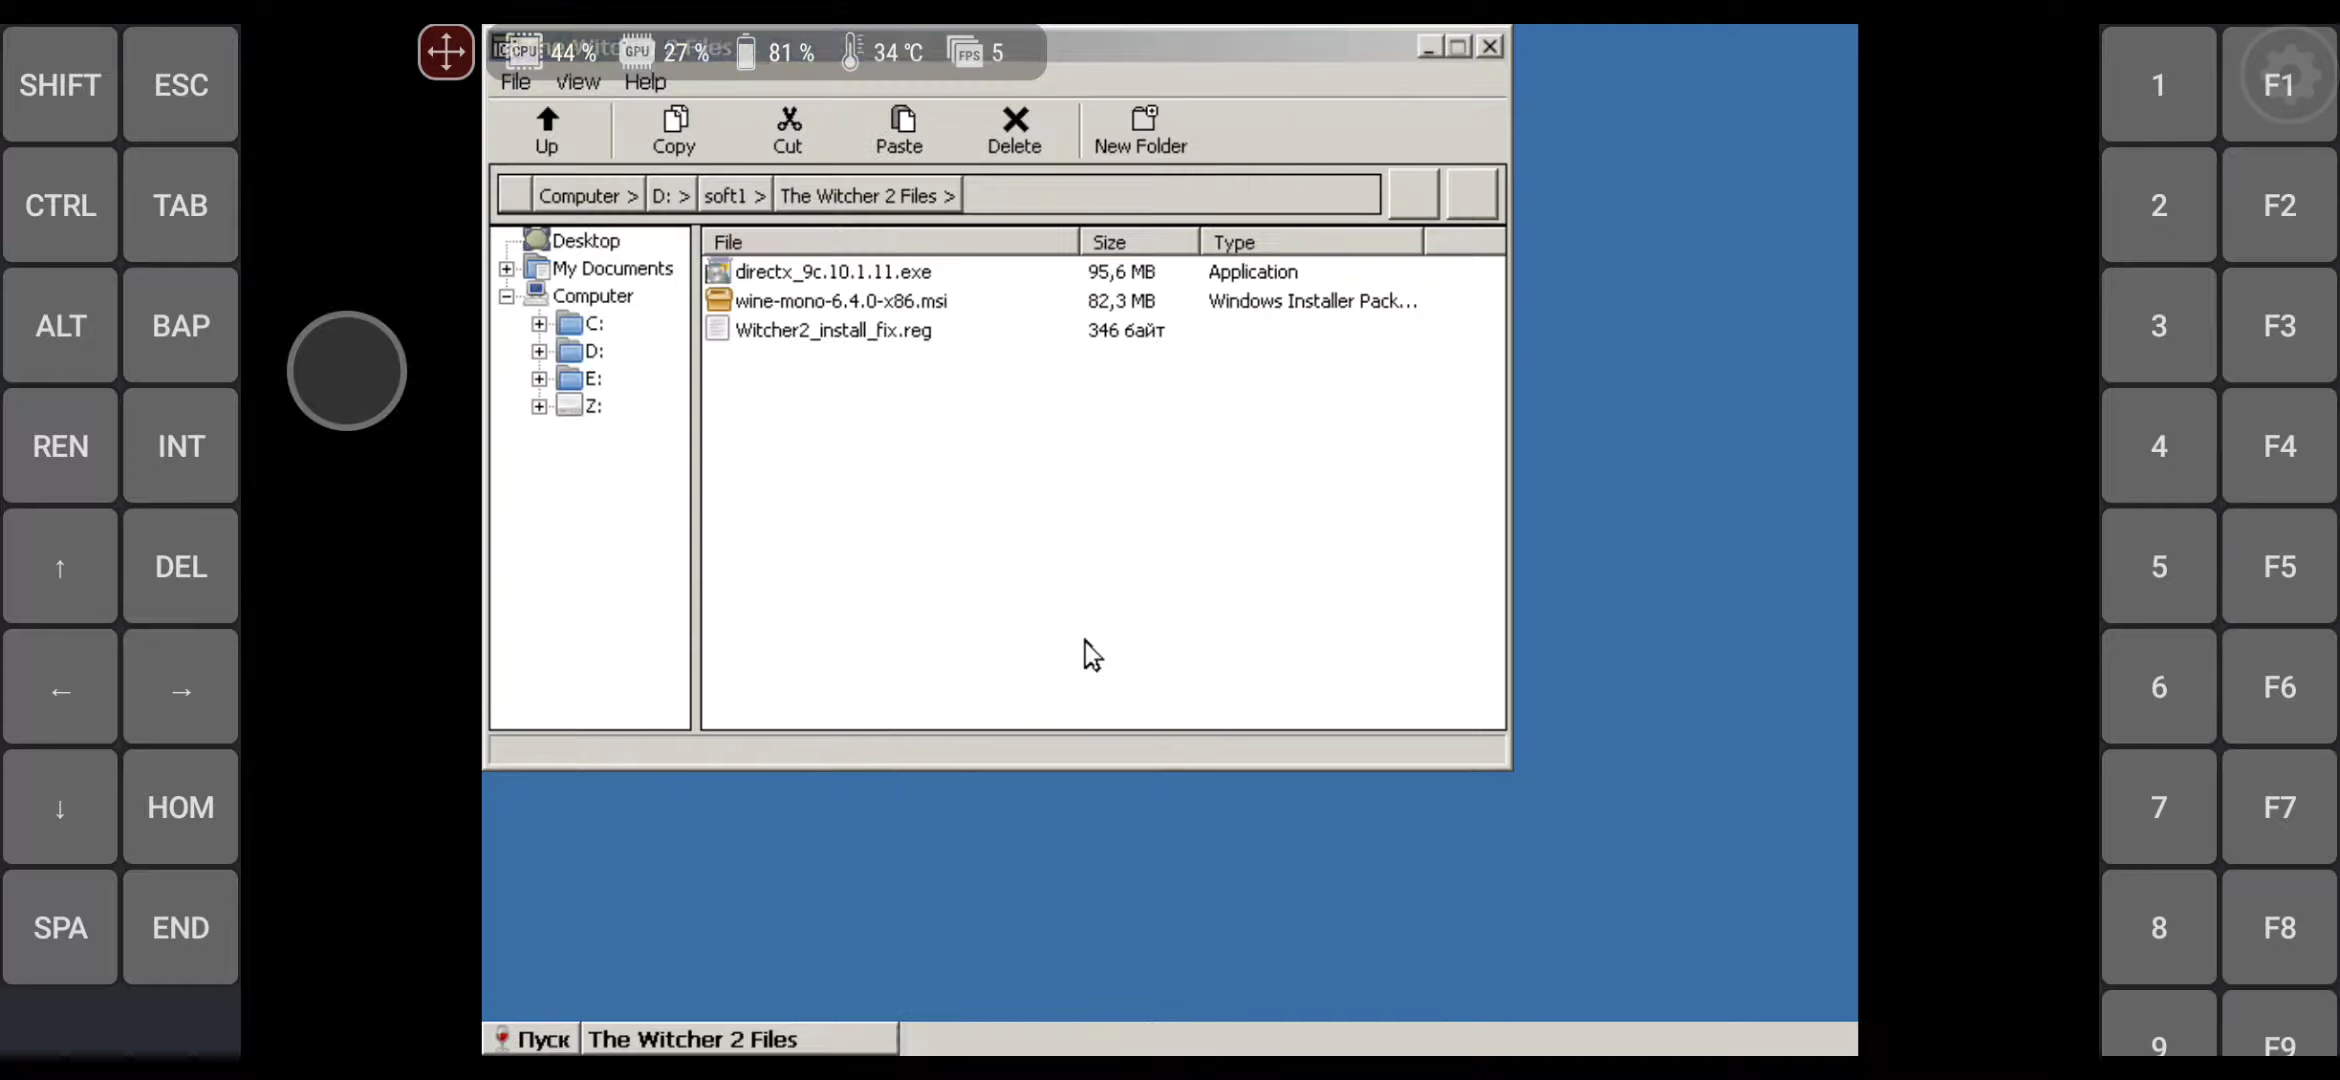 SHIFT
ESC
CTRL
TAB
ALT
BAP
REN
INT
↑
DEL
←
→
↓
HOM
SPA
END
CPU 44 % GPU 27 % 81 % 34 °C FPS 5
File View Help
Up
Copy
Cut
Paste
Delete
New Folder
Computer > D: > soft1 > The Witcher 2 Files >
Desktop
My Documents
Computer
C:
D:
E:
Z:
File Size Type
directx_9c.10.1.11.exe 95,6 MB Application
wine-mono-6.4.0-x86.msi 82,3 MB Windows Installer Pack...
Witcher2_install_fix.reg 346 байт
Пуск
The Witcher 2 Files
1
F1
2
F2
3
F3
4
F4
5
F5
6
F6
7
F7
8
F8
9
F9